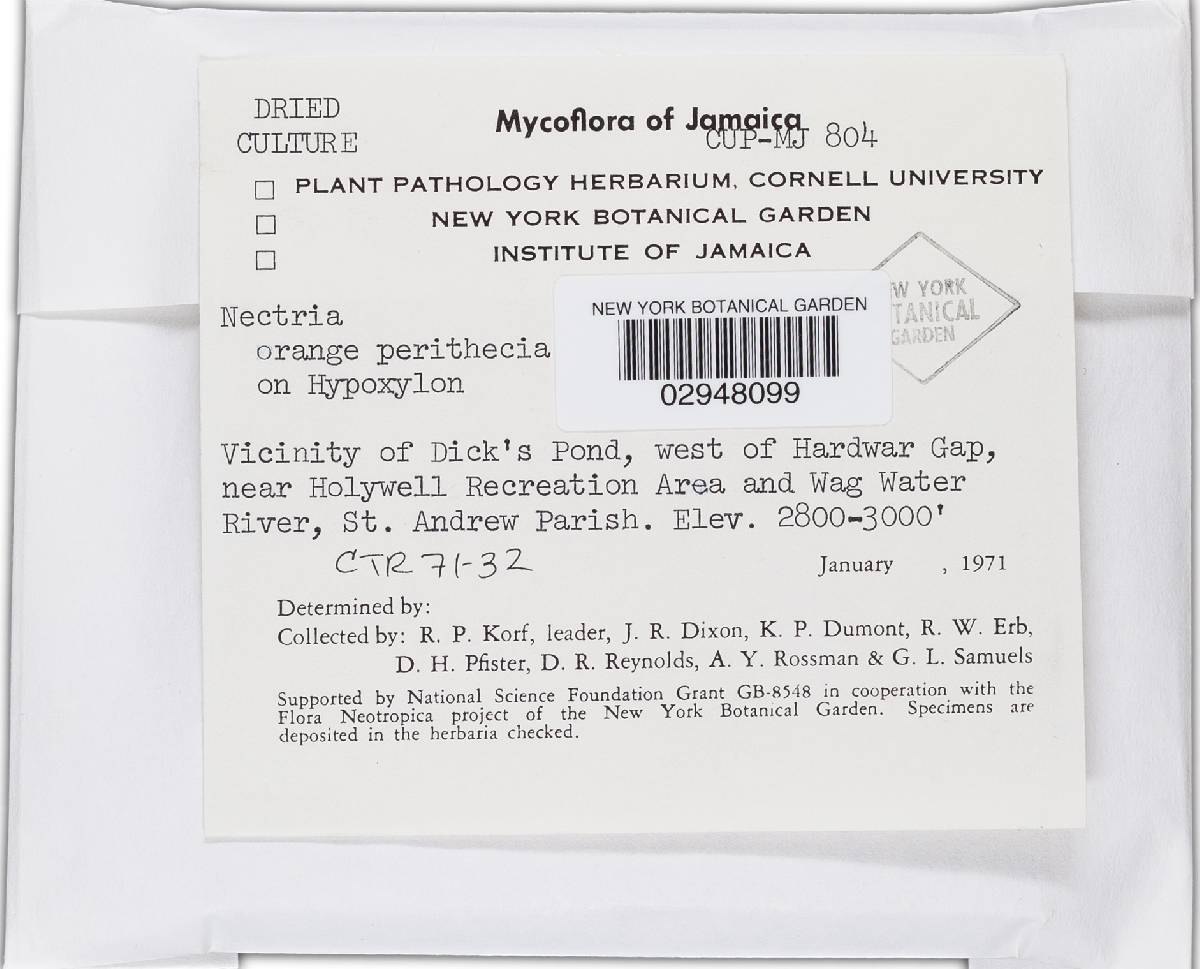 DRIED
CULTURE
Mycoflora of Jamaica
CUP-MJ 804
☐ PLANT PATHOLOGY HERBARIUM, CORNELL UNIVERSITY
☐ NEW YORK BOTANICAL GARDEN
☐ INSTITUTE OF JAMAICA
Nectria
orange perithecia
on Hypoxylon
NEW YORK BOTANICAL GARDEN
02948099
W YORK
TANICAL
GARDEN
Vicinity of Dick's Pond, west of Hardwar Gap,
near Holywell Recreation Area and Wag Water
River, St. Andrew Parish. Elev. 2800-3000'
CTR 71-32
January , 1971
Determined by:
Collected by: R. P. Korf, leader, J. R. Dixon, K. P. Dumont, R. W. Erb,
D. H. Pfister, D. R. Reynolds, A. Y. Rossman & G. L. Samuels
Supported by National Science Foundation Grant GB-8548 in cooperation with the
Flora Neotropica project of the New York Botanical Garden. Specimens are
deposited in the herbaria checked.